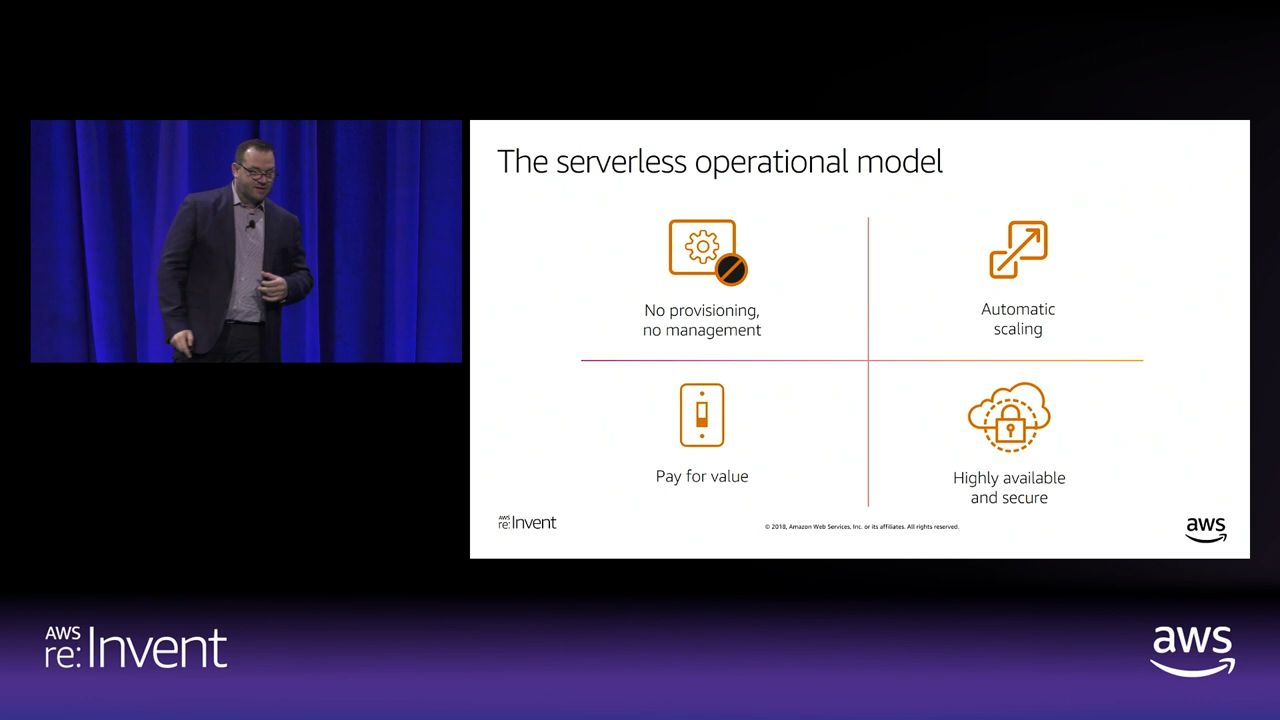 The serverless operational model
No provisioning,
no management
Automatic
scaling
Pay for value
Highly available
and secure
AWS
re:Invent
© 2018, Amazon Web Services, Inc. or its affiliates. All rights reserved.
aws
AWS
re:Invent
aws